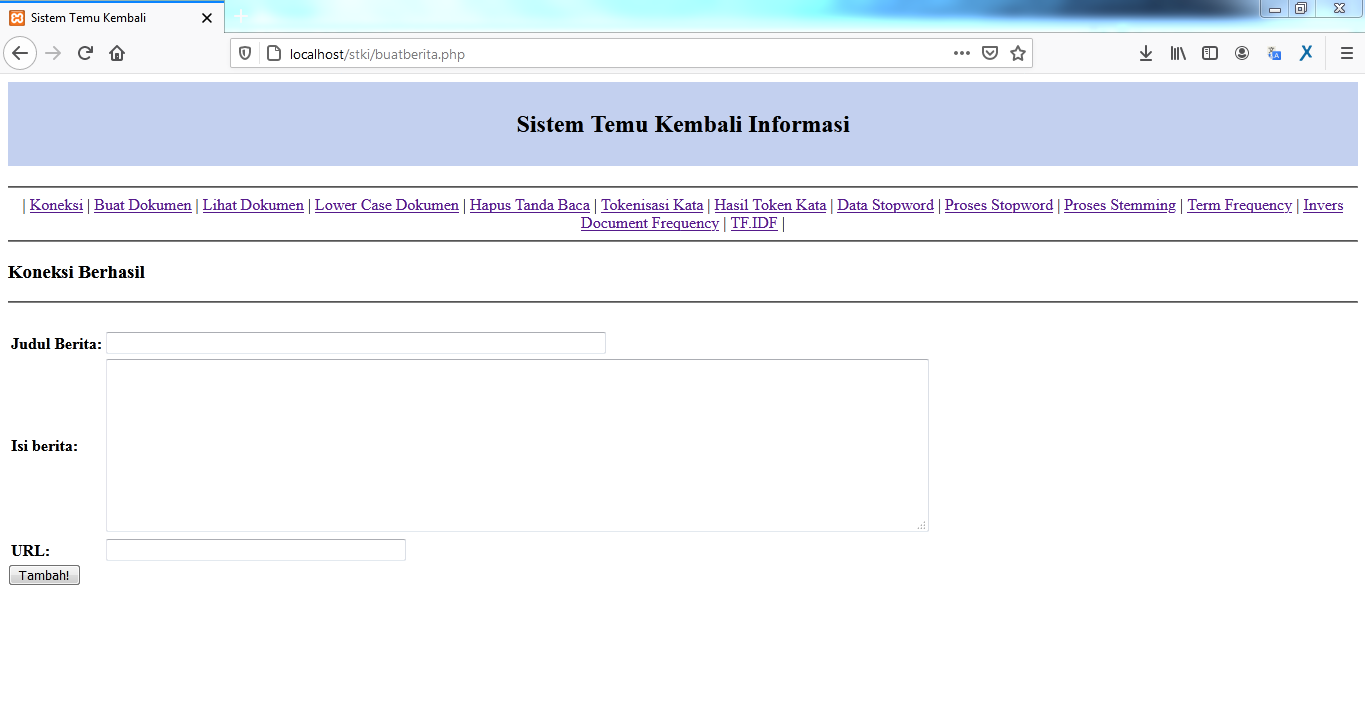 Sistem Temu Kembali
localhost/stki/buatberita.php
Sistem Temu Kembali Informasi
| Koneksi | Buat Dokumen | Lihat Dokumen | Lower Case Dokumen | Hapus Tanda Baca | Tokenisasi Kata | Hasil Token Kata | Data Stopword | Proses Stopword | Proses Stemming | Term Frequency | Invers
Document Frequency | TF.IDF |
Koneksi Berhasil
Judul Berita:
Isi berita:
URL:
Tambah!